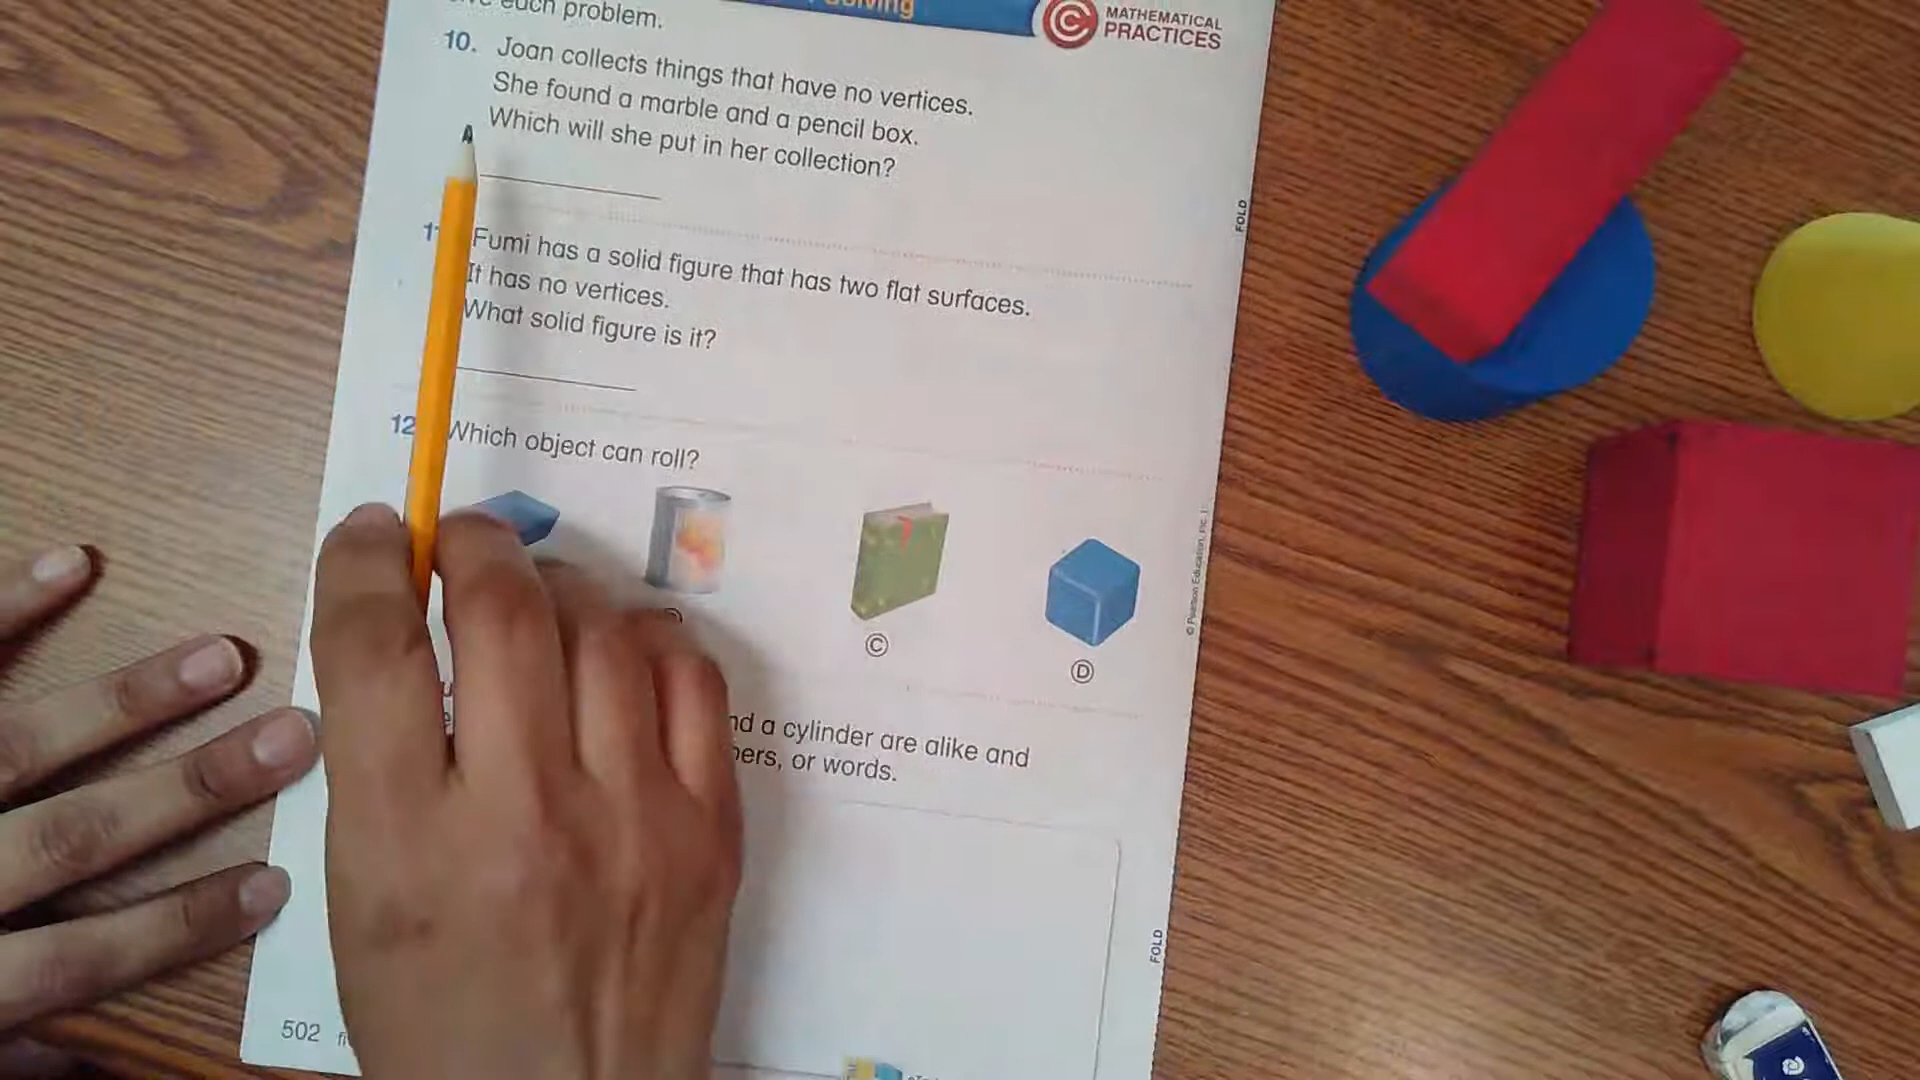 each problem.
MATHEMATICAL
PRACTICES
10. Joan collects things that have no vertices.
She found a marble and a pencil box.
Which will she put in her collection?
Fumi has a solid figure that has two flat surfaces.
It has no vertices.
What solid figure is it?
12 Which object can roll?
C
D
and a cylinder are alike and
or words.
502
FOLD
© Pearson Education, Inc.
FOLD